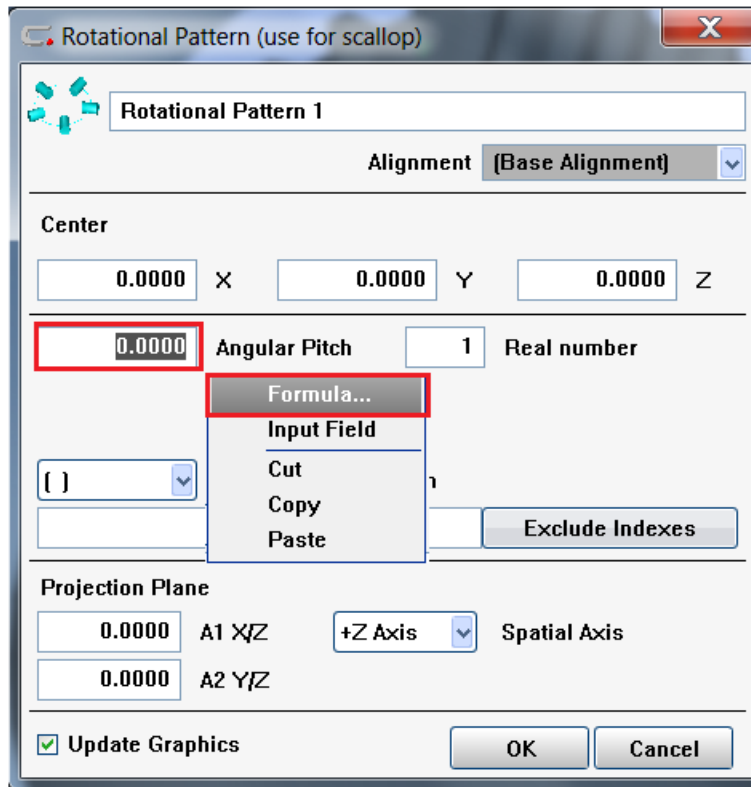 Rotational Pattern (use for scallop)
X
Rotational Pattern 1
Alignment (Base Alignment)
Center
0.0000 X 0.0000 Y 0.0000 Z
0.0000 Angular Pitch 1 Real number
Formula...
Input Field
Cut
( )
Copy
Paste
Exclude Indexes
Projection Plane
0.0000 A1 X/Z +Z Axis Spatial Axis
0.0000 A2 Y/Z
Update Graphics OK Cancel